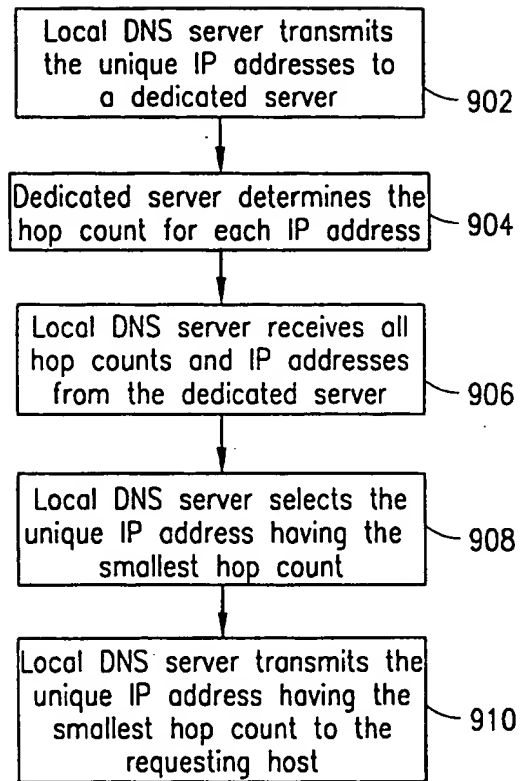 Local DNS server transmits
the unique IP addresses to
a dedicated server
902
Dedicated server determines the
hop count for each IP address
904
Local DNS server receives all
hop counts and IP addresses
from the dedicated server
906
Local DNS server selects the
unique IP address having the
smallest hop count
908
Local DNS server transmits the
unique IP address having the
smallest hop count to the
requesting host
910